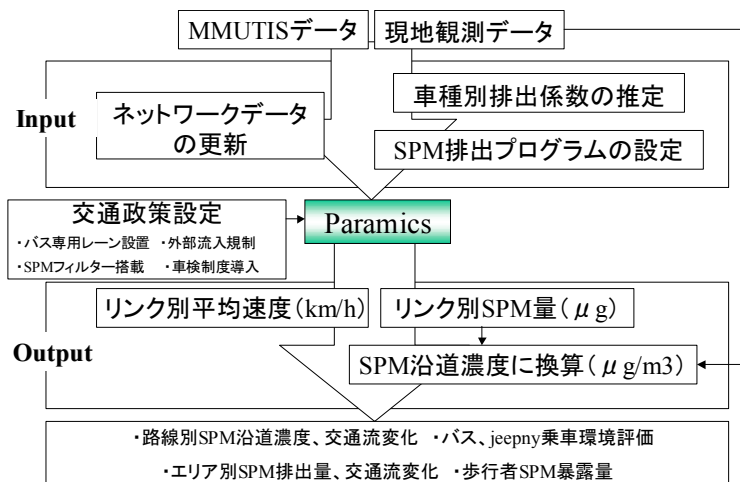 MMUTISデータ
現地観測データ
Input
ネットワークデータ
の更新
車種別排出係数の推定
SPM排出プログラムの設定
交通政策設定
・バス専用レーン設置 ・外部流入規制
・SPMフィルター搭載 ・車検制度導入
Paramics
リンク別平均速度(km/h)
リンク別SPM量(μg)
Output
SPM沿道濃度に換算(μg/m3)
・路線別SPM沿道濃度、交通流変化 ・バス、jeepny乗車環境評価
・エリア別SPM排出量、交通流変化 ・歩行者SPM暴露量